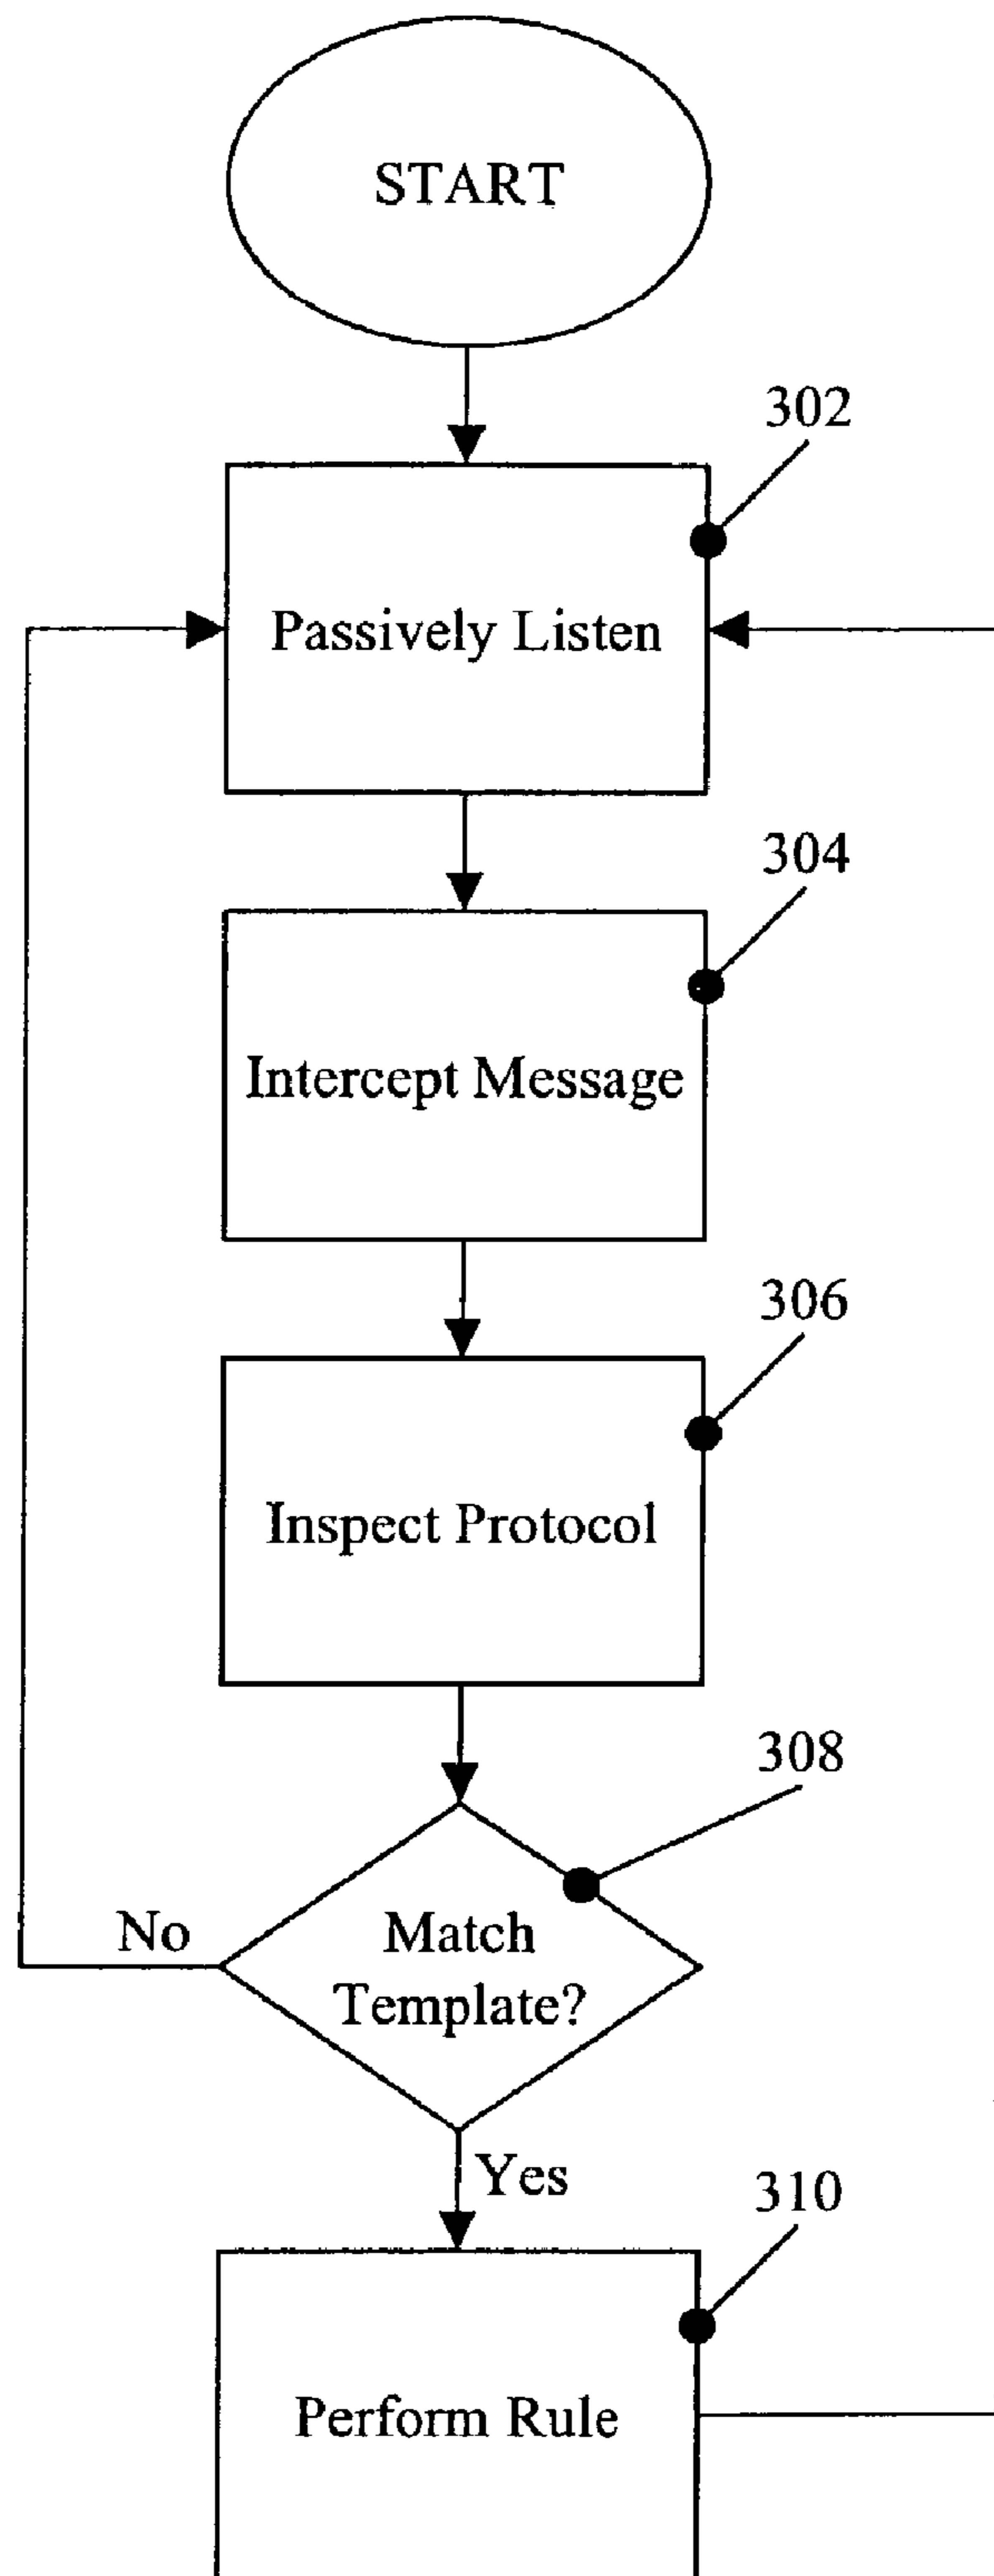 START
302
Passively Listen
304
Intercept Message
306
Inspect Protocol
308
No
Match
Template?
Yes
310
Perform Rule